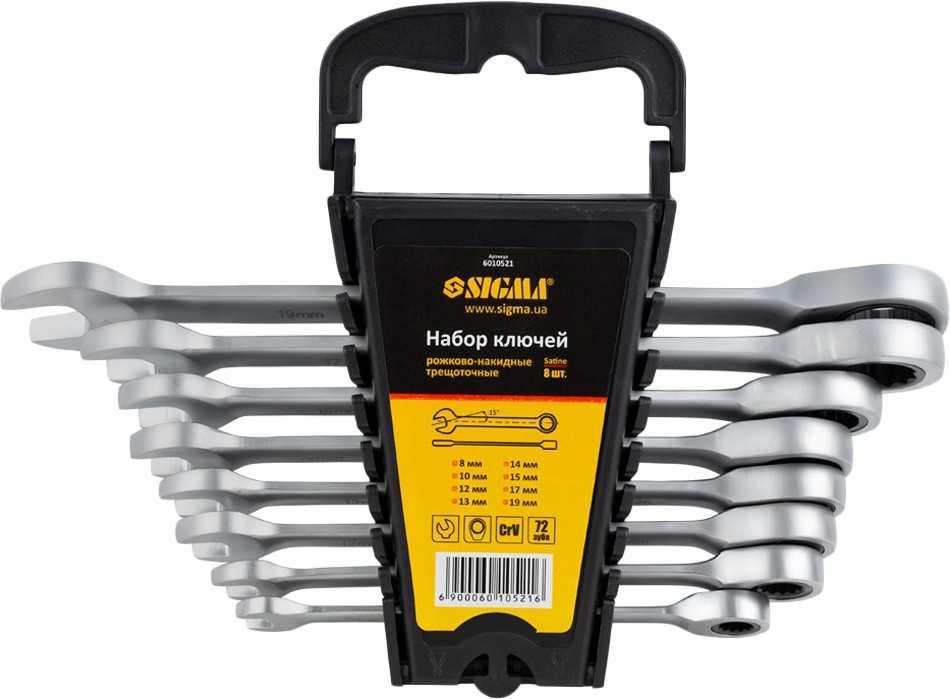 Артикул
6010521
SIGMA®
www.sigma.ua
Набор ключей
рожково-накидные
трещоточные
Satine
8 шт.
15°
8 мм
10 мм
12 мм
13 мм
14 мм
15 мм
17 мм
19 мм
CrV
72
зуба
6 900060 105216
19mm